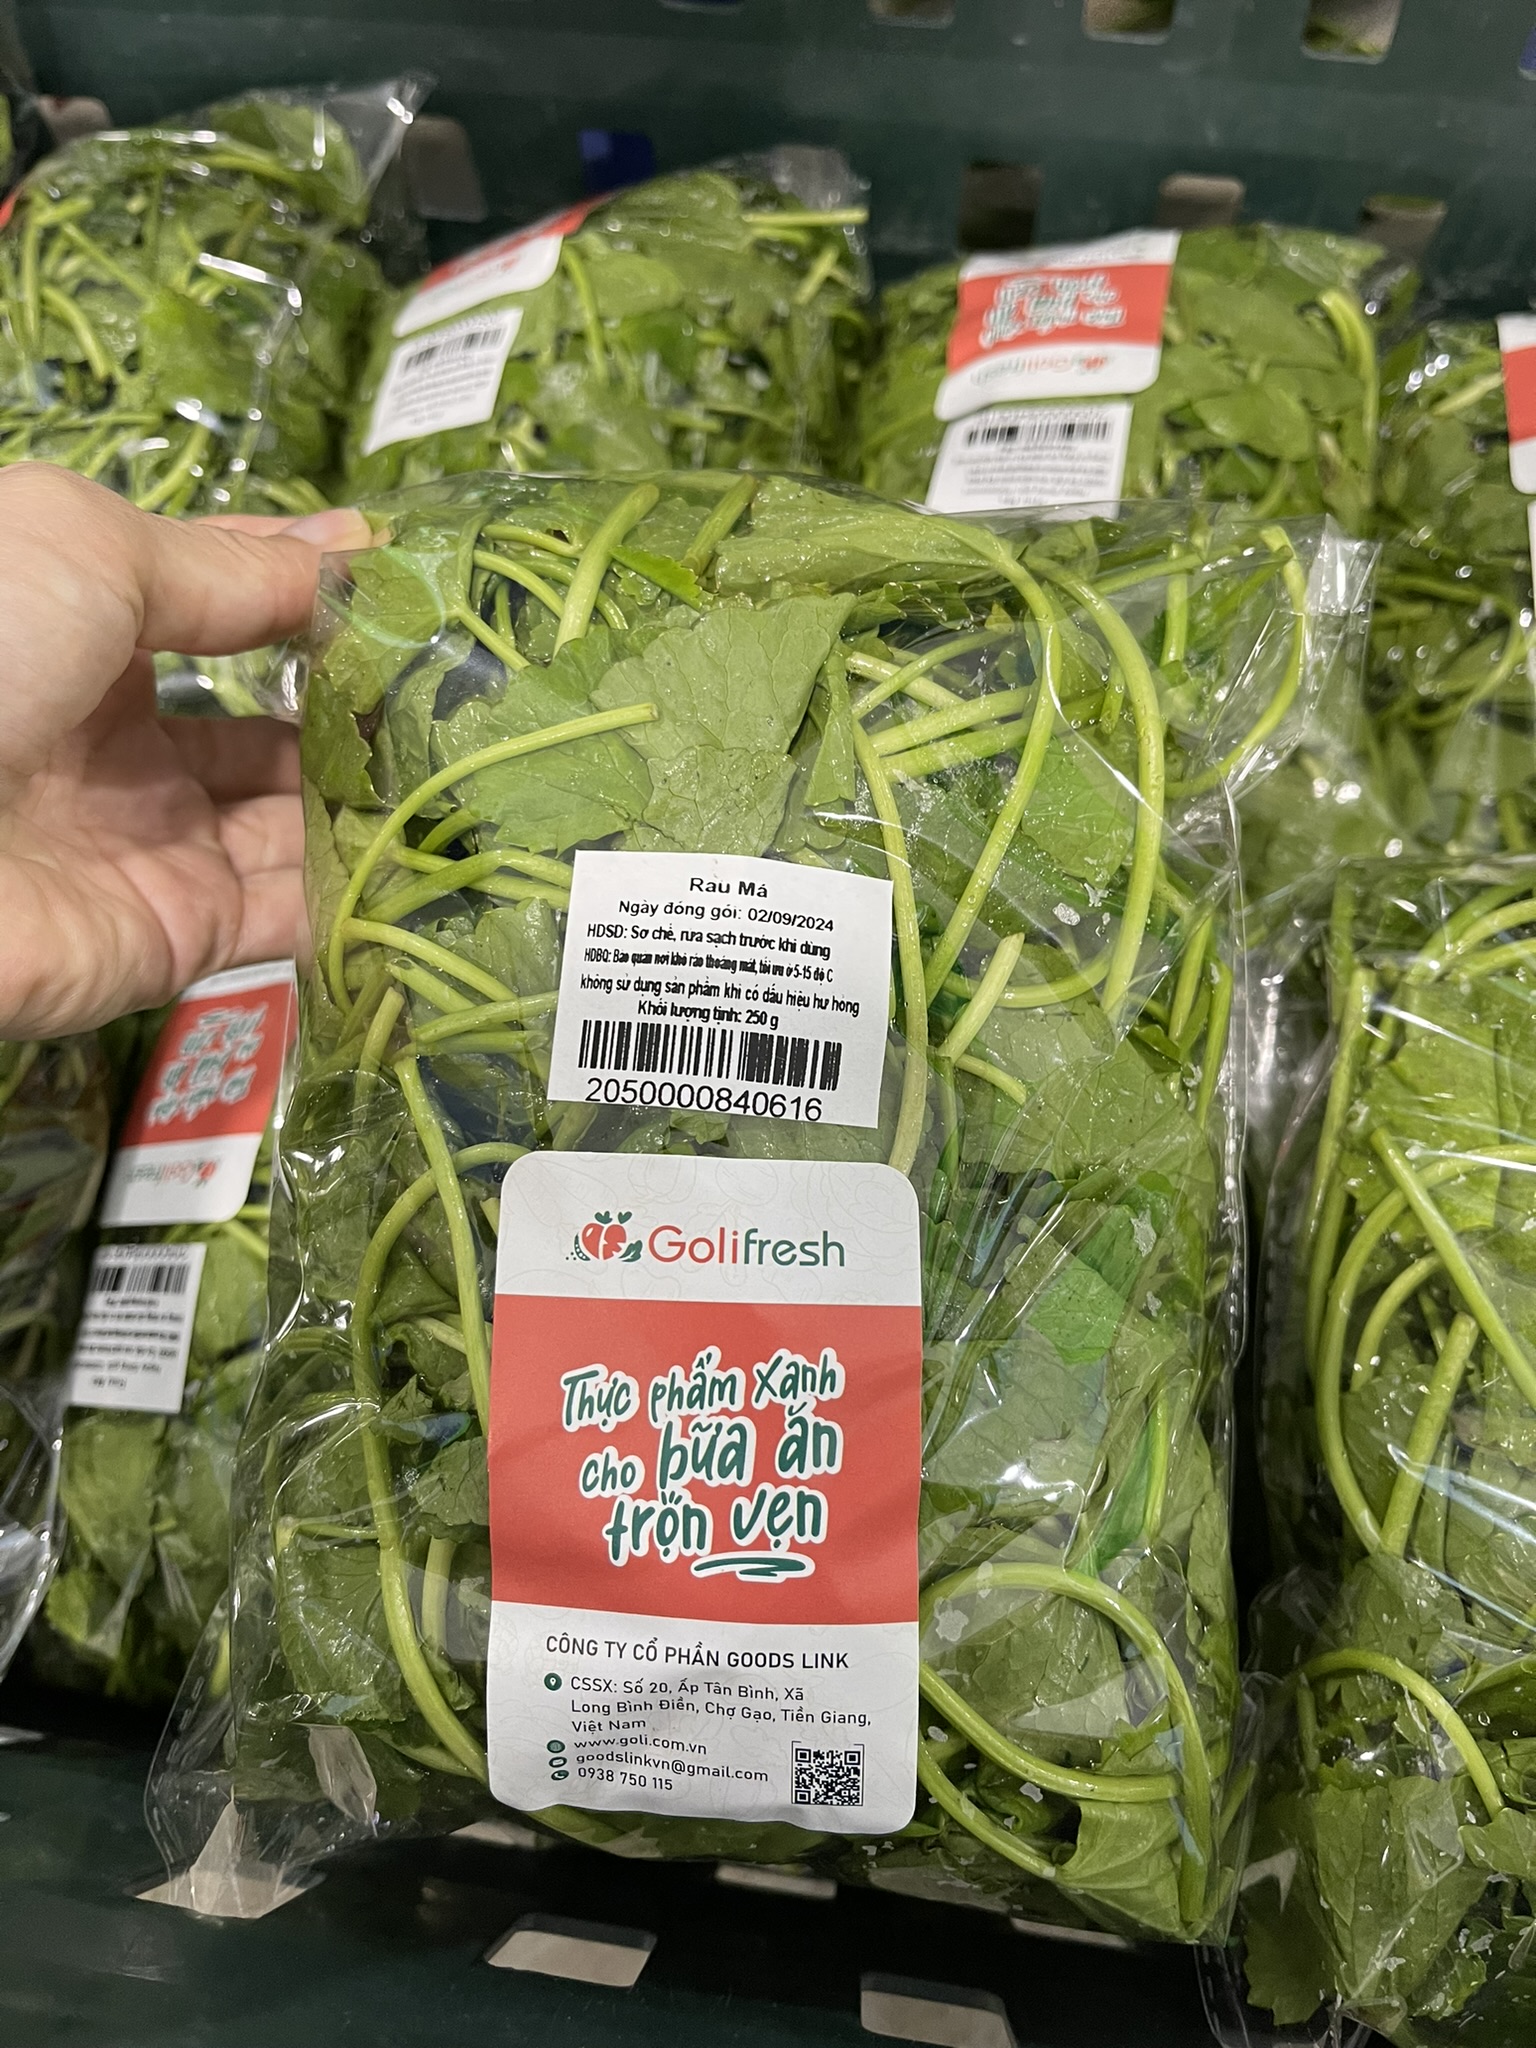 Rau Má
Ngày đóng gói: 02/09/2024
HDSD: Sơ chế, rửa sạch trước khi dùng
HDBQ: Bảo quản nơi khô ráo thoáng mát, tối ưu ở 5-15 độ C
không sử dụng sản phẩm khi có dấu hiệu hư hỏng
Khối lượng tịnh: 250 g
2050000840616
Golifresh
Thực phẩm xanh
cho bữa ăn
trọn vẹn
CÔNG TY CỔ PHẦN GOODS LINK
CSSX: Số 20, Ấp Tân Bình, Xã
Long Bình Điền, Chợ Gạo, Tiền Giang,
Việt Nam
www.goli.com.vn
goodslinkvn@gmail.com
0938 750 115
Golifresh